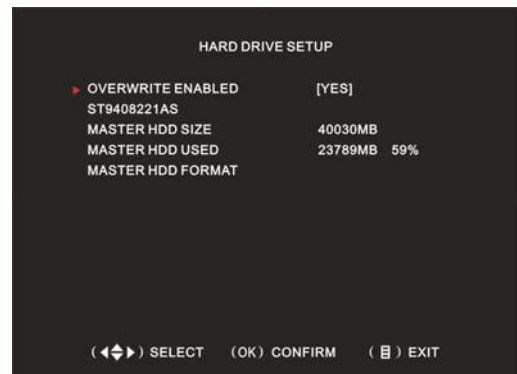 HARD DRIVE SETUP
OVERWRITE ENABLED [YES]
ST9408221AS
MASTER HDD SIZE 40030MB
MASTER HDD USED 23789MB 59%
MASTER HDD FORMAT
( ) SELECT (OK) CONFIRM ( ) EXIT